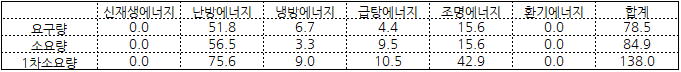 신재생에너지 난방에너지 냉방에너지 급탕에너지 조명에너지 환기에너지 합계
요구량 0.0 51.8 6.7 4.4 15.6 0.0 78.5
소요량 0.0 56.5 3.3 9.5 15.6 0.0 84.9
1차소요량 0.0 75.6 9.0 10.5 42.9 0.0 138.0